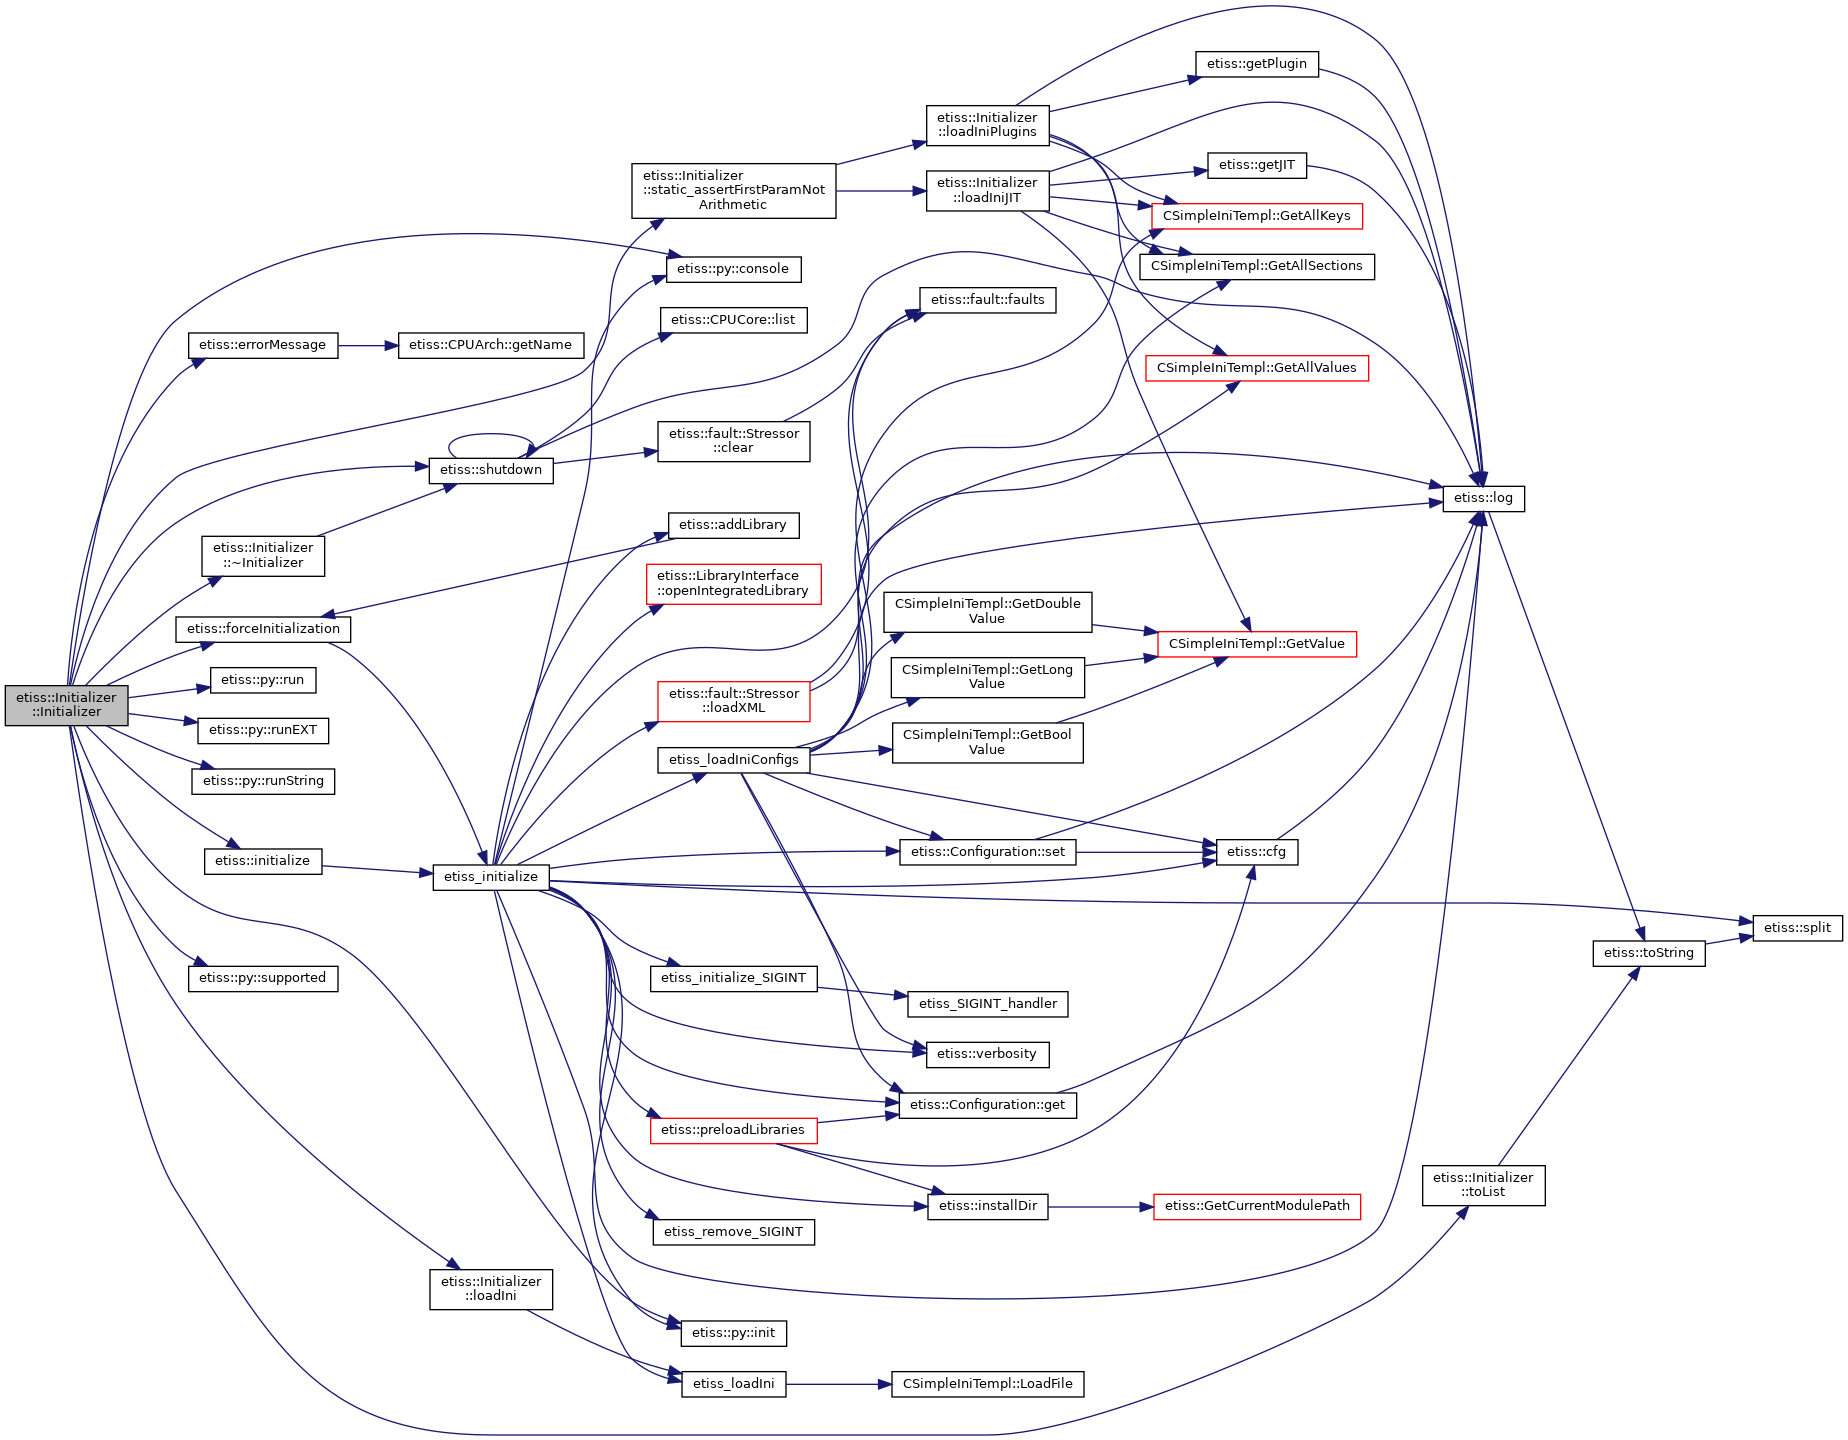 etiss::Initializer
::Initializer
etiss::errorMessage
etiss::Initializer
::~Initializer
etiss::forceInitialization
etiss::py::run
etiss::py::runEXT
etiss::py::runString
etiss::initialize
etiss::py::supported
etiss::CPUArch::getName
etiss::shutdown
etiss_initialize
etiss::Initializer
::loadIni
etiss::Initializer
::static_assertFirstParamNot
Arithmetic
etiss::py::console
etiss::CPUCore::list
etiss::fault::Stressor
::clear
etiss::addLibrary
etiss::LibraryInterface
::openIntegratedLibrary
etiss::fault::Stressor
::loadXML
etiss_loadIniConfigs
etiss_initialize_SIGINT
etiss::preloadLibraries
etiss_remove_SIGINT
etiss::py::init
etiss_loadIni
etiss::Initializer
::loadIniPlugins
etiss::Initializer
::loadIniJIT
etiss::fault::faults
CSimpleIniTempl::GetDouble
Value
CSimpleIniTempl::GetLong
Value
CSimpleIniTempl::GetBool
Value
etiss::Configuration::set
etiss_SIGINT_handler
etiss::verbosity
etiss::Configuration::get
etiss::installDir
CSimpleIniTempl::LoadFile
etiss::getPlugin
etiss::getJIT
CSimpleIniTempl::GetAllKeys
CSimpleIniTempl::GetAllSections
CSimpleIniTempl::GetAllValues
CSimpleIniTempl::GetValue
etiss::cfg
etiss::GetCurrentModulePath
etiss::log
etiss::Initializer
::toList
etiss::toString
etiss::split